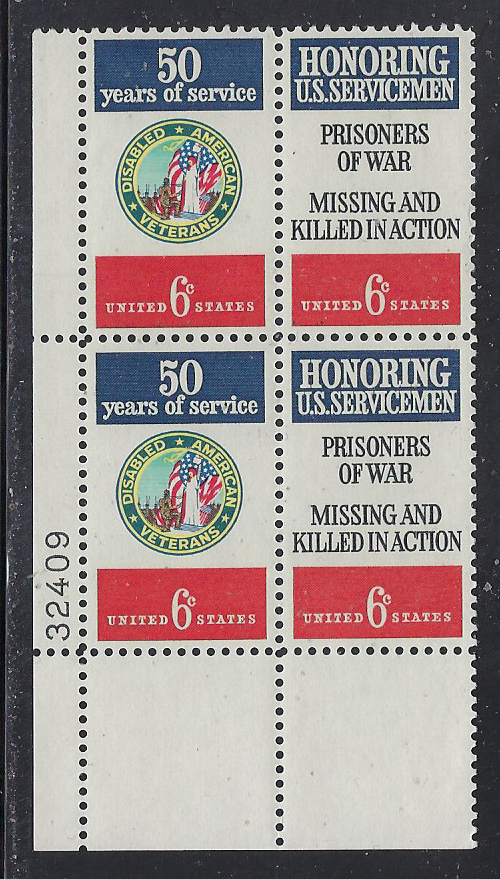 50
years of service
DISABLED ★ AMERICAN ★ VETERANS ★
UNITED 6c STATES
HONORING
U.S. SERVICEMEN
PRISONERS
OF WAR
MISSING AND
KILLED IN ACTION
UNITED 6c STATES
50
years of service
DISABLED ★ AMERICAN ★ VETERANS ★
UNITED 6c STATES
HONORING
U.S. SERVICEMEN
PRISONERS
OF WAR
MISSING AND
KILLED IN ACTION
UNITED 6c STATES
32409